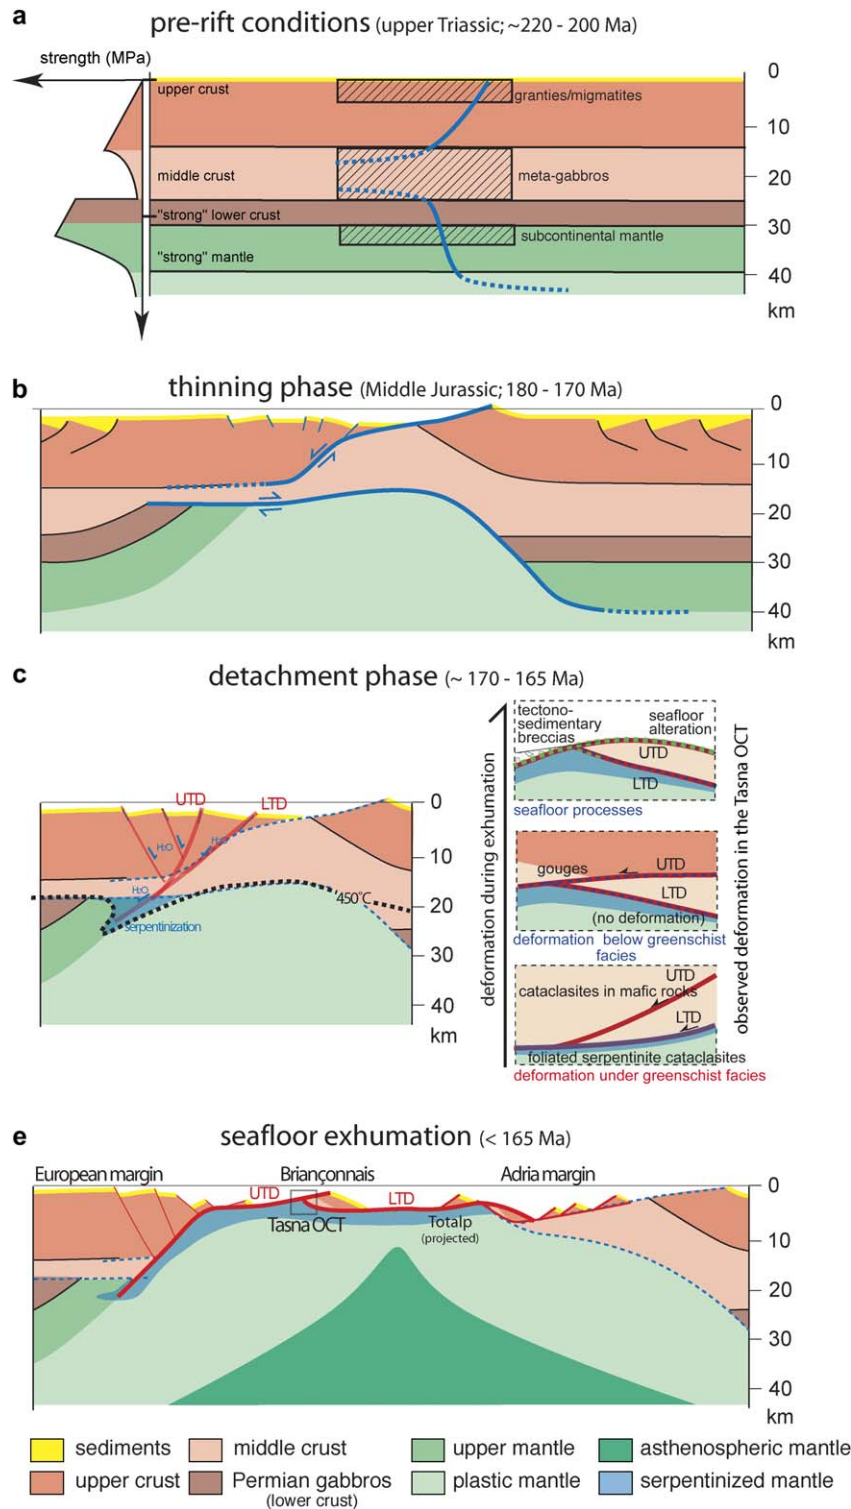 a
pre-rift conditions (upper Triassic; ~220 - 200 Ma)
strength (MPa)
upper crust
granties/migmatites
middle crust
meta-gabbros
"strong" lower crust
subcontinental mantle
"strong" mantle
0
10
20
30
40
km
b
thinning phase (Middle Jurassic; 180 - 170 Ma)
0
10
20
30
40
km
c
detachment phase (~ 170 - 165 Ma)
UTD
LTD
H2O
H2O
H2O
450°C
serpentinization
0
10
20
30
40
km
deformation during exhumation
tectono-
sedimentary
breccias
seafloor
alteration
UTD
LTD
seafloor processes
gouges
UTD
LTD
(no deformation)
deformation below greenschist
facies
UTD
cataclasites in mafic rocks
LTD
foliated serpentinite cataclasites
deformation under greenschist facies
observed deformation in the Tasna OCT
e
seafloor exhumation (< 165 Ma)
European margin
Briançonnais
Adria margin
UTD
LTD
Tasna OCT
Totalp
(projected)
0
10
20
30
40
km
sediments
middle crust
upper mantle
asthenospheric mantle
upper crust
Permian gabbros
(lower crust)
plastic mantle
serpentinized mantle